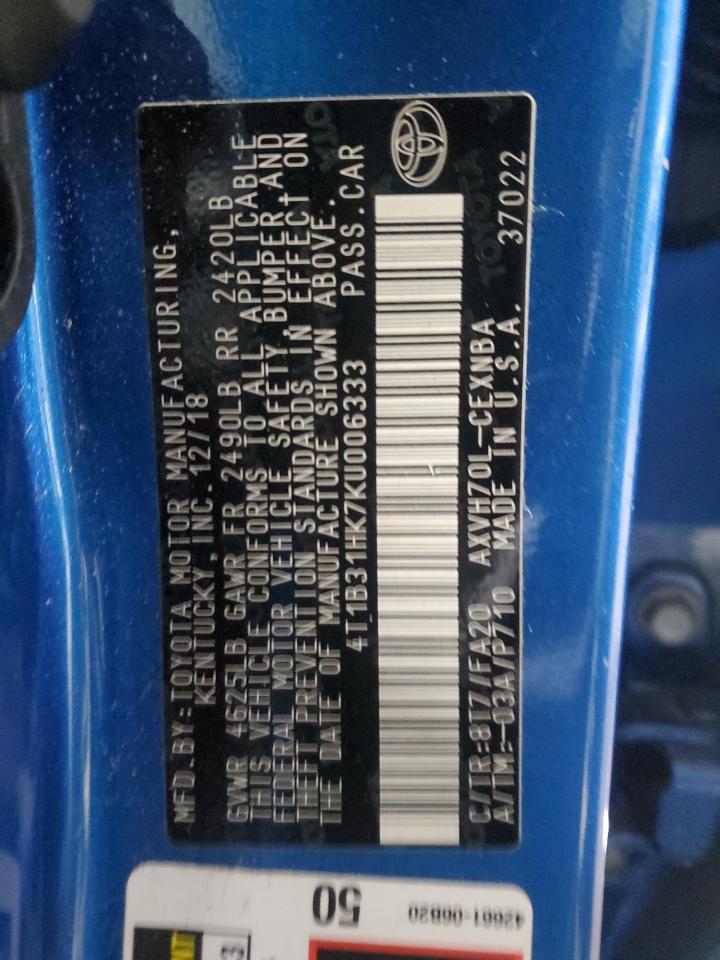 MFD.BY:TOYOTA MOTOR MANUFACTURING,
KENTUCKY,INC. 12/18
GVWR 4625LB GAWR FR 2490LB RR 2420LB
THIS VEHICLE CONFORMS TO ALL APPLICABLE
FEDERAL MOTOR VEHICLE SAFETY, BUMPER,AND
THEFT PREVENTION STANDARDS IN EFFECT ON
THE DATE OF MANUFACTURE SHOWN ABOVE.
4T1B31HK7KU006333 PASS.CAR
C/TR:8T7/FA20 AXVH70L-CEXNBA 37022
A/TM:-03A/P710 MADE IN U.S.A.
TOYOTA
50
42661-06B20